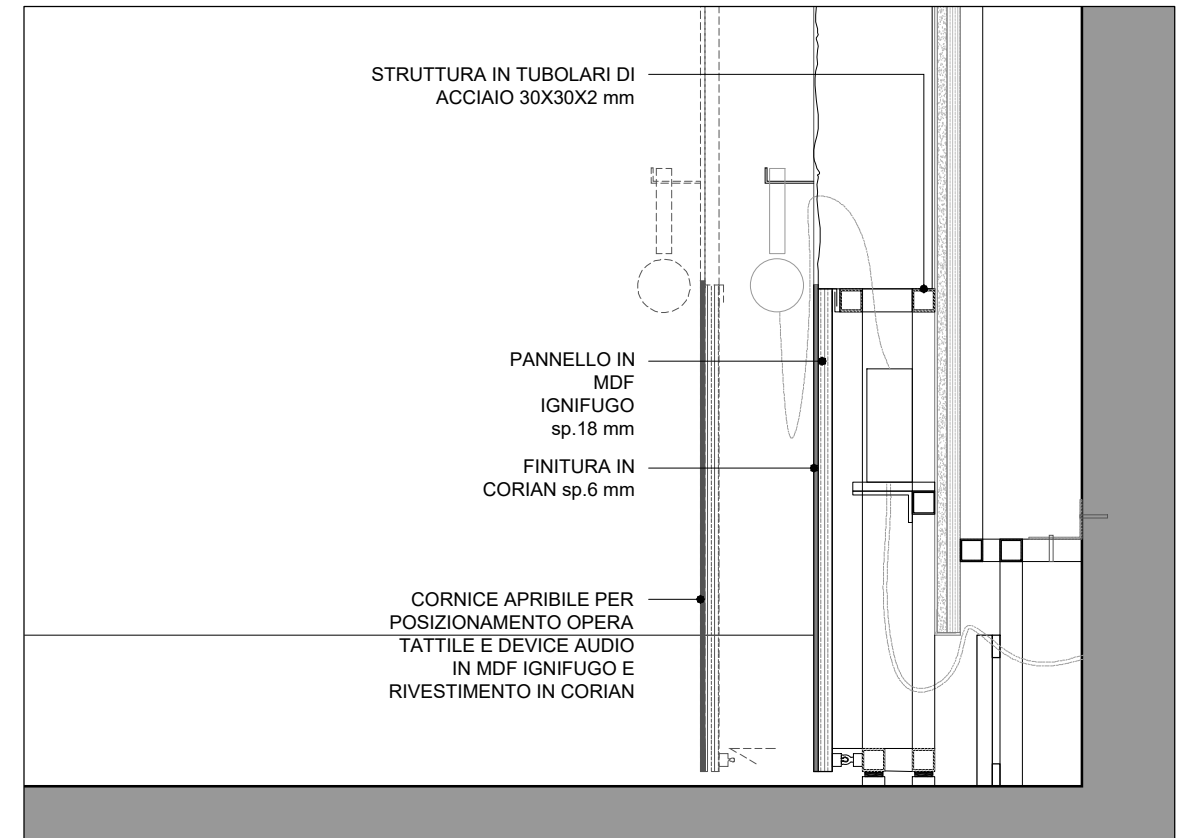 STRUTTURA IN TUBOLARI DI
ACCIAIO 30X30X2 mm
PANNELLO IN
MDF
IGNIFUGO
sp.18 mm
FINITURA IN
CORIAN sp.6 mm
CORNICE APRIBILE PER
POSIZIONAMENTO OPERA
TATTILE E DEVICE AUDIO
IN MDF IGNIFUGO E
RIVESTIMENTO IN CORIAN